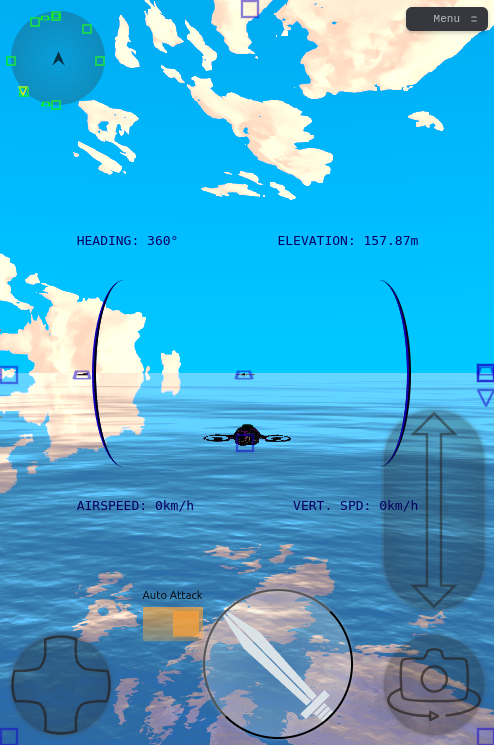 Menu
HEADING: 360° ELEVATION: 157.87m
AIRSPEED: 0km/h VERT. SPD: 0km/h
Auto Attack